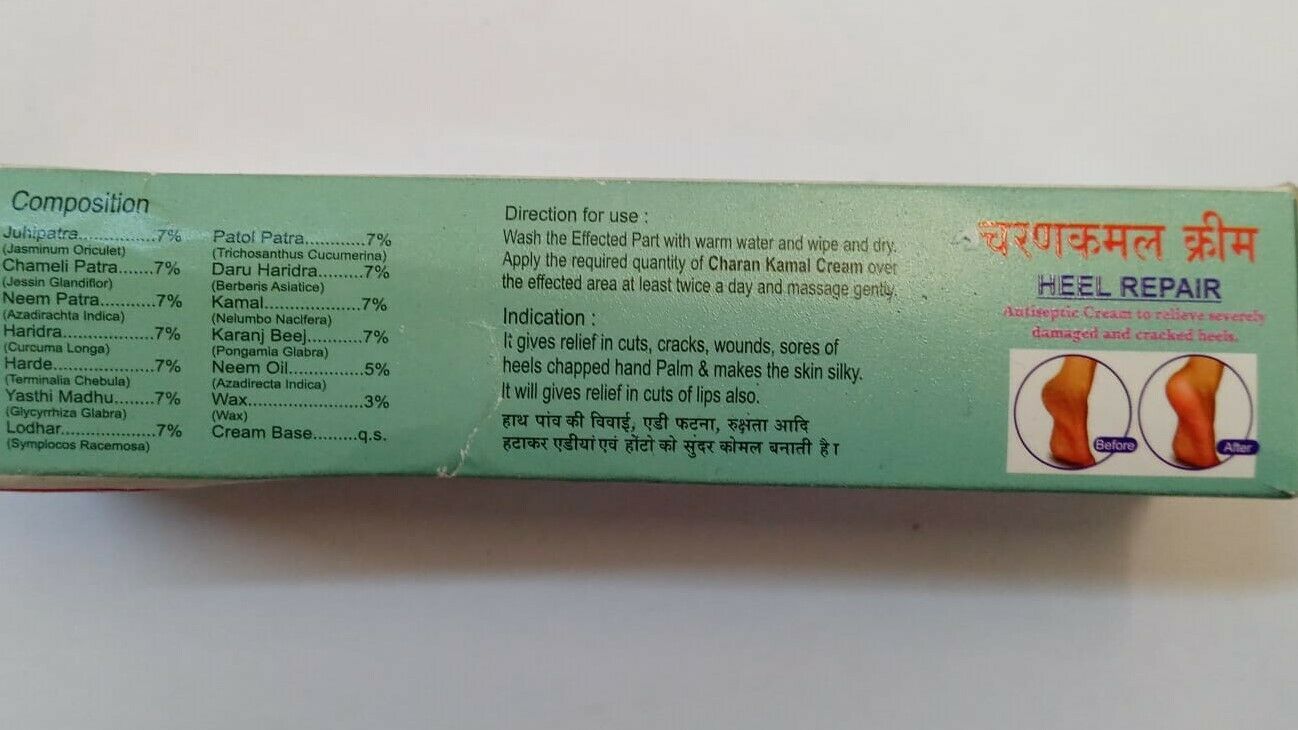 Composition
Juhipatra...............7%
(Jasminum Oriculet)
Chameli Patra.......7%
(Jessin Glandiflor)
Neem Patra..........7%
(Azadirachta Indica)
Haridra.................7%
(Curcuma Longa)
Harde...................7%
(Terminalia Chebula)
Yasthi Madhu........7%
(Glycyrrhiza Glabra)
Lodhar..................7%
(Symplocos Racemosa)
Patol Patra...........7%
(Trichosanthus Cucumerina)
Daru Haridra.........7%
(Berberis Asiatice)
Kamal...................7%
(Nelumbo Nacifera)
Karanj Beej..........7%
(Pongamia Glabra)
Neem Oil..............5%
(Azadirecta Indica)
Wax......................3%
(Wax)
Cream Base........q.s.
Direction for use :
Wash the Effected Part with warm water and wipe and dry.
Apply the required quantity of Charan Kamal Cream over
the effected area at least twice a day and massage gently.
Indication :
It gives relief in cuts, cracks, wounds, sores of
heels chapped hand Palm & makes the skin silky.
It will gives relief in cuts of lips also.
हाथ पांव की विवाई, एडी फटना, रुक्षता आदि
हटाकर एडीयां एवं होंटो को सुंदर कोमल बनाती है।
चरणकमल क्रीम
HEEL REPAIR
Antiseptic Cream to relieve severely
damaged and cracked heels.
Before
After